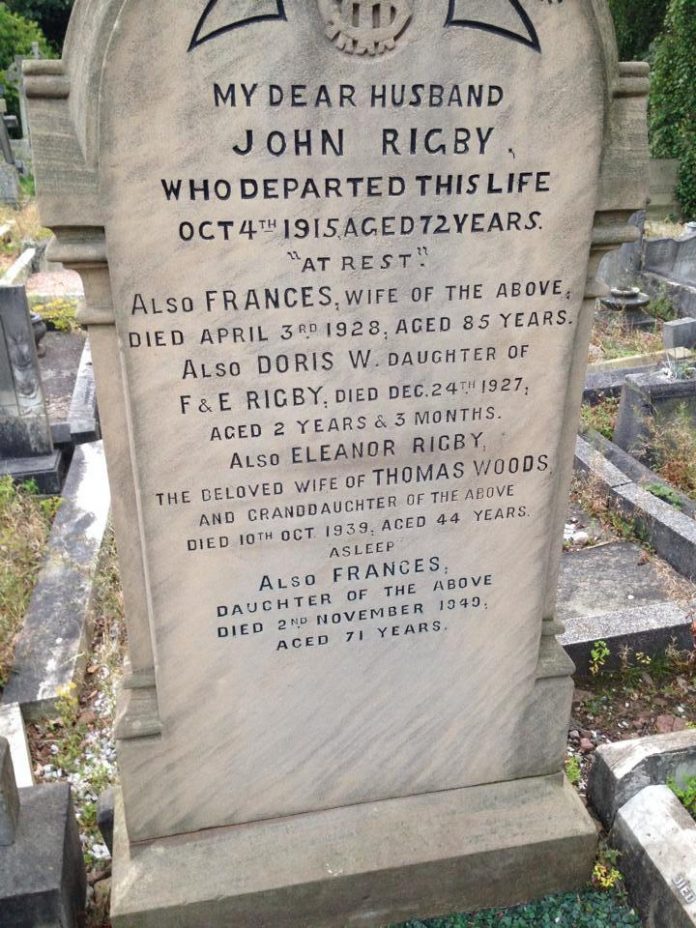 MY DEAR HUSBAND
JOHN RIGBY,
WHO DEPARTED THIS LIFE
OCT 4TH 1915, AGED 72 YEARS.
"AT REST."
ALSO FRANCES, WIFE OF THE ABOVE,
DIED APRIL 3RD 1928, AGED 85 YEARS.
ALSO DORIS W. DAUGHTER OF
F & E RIGBY, DIED DEC. 24TH 1927,
AGED 2 YEARS & 3 MONTHS.
ALSO ELEANOR RIGBY,
THE BELOVED WIFE OF THOMAS WOODS,
AND GRANDDAUGHTER OF THE ABOVE
DIED 10TH OCT. 1939, AGED 44 YEARS.
ASLEEP
ALSO FRANCES,
DAUGHTER OF THE ABOVE
DIED 2ND NOVEMBER 1949,
AGED 71 YEARS.
DIED